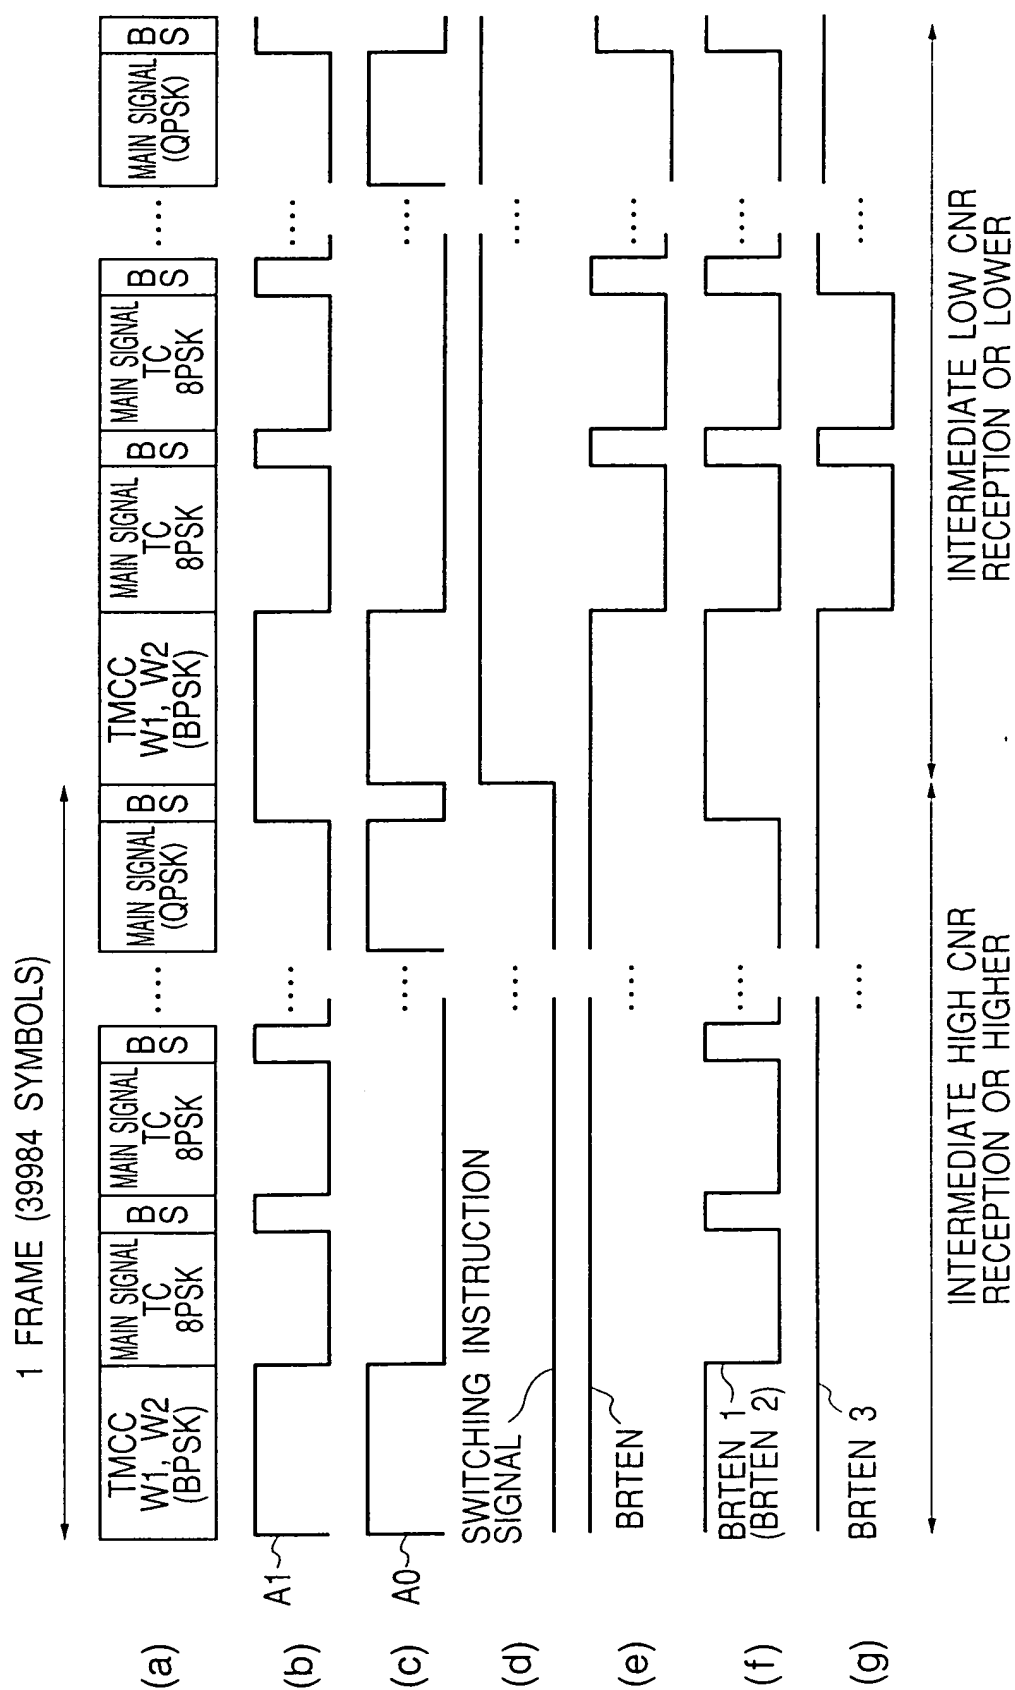 1 FRAME (39984 SYMBOLS)
(a)
TMCC
W1, W2
(BPSK)
MAIN SIGNAL
TC
8PSK
B
S
MAIN SIGNAL
TC
8PSK
B
S
....
MAIN SIGNAL
(QPSK)
B
S
TMCC
W1, W2
(BPSK)
MAIN SIGNAL
TC
8PSK
B
S
MAIN SIGNAL
TC
8PSK
B
S
....
MAIN SIGNAL
(QPSK)
B
S
(b)
A1
....
....
(c)
A0
....
....
(d)
SWITCHING INSTRUCTION
SIGNAL
....
....
(e)
BRTEN
....
....
(f)
BRTEN 1
(BRTEN 2)
....
....
(g)
BRTEN 3
....
....
INTERMEDIATE HIGH CNR
RECEPTION OR HIGHER
INTERMEDIATE LOW CNR
RECEPTION OR LOWER